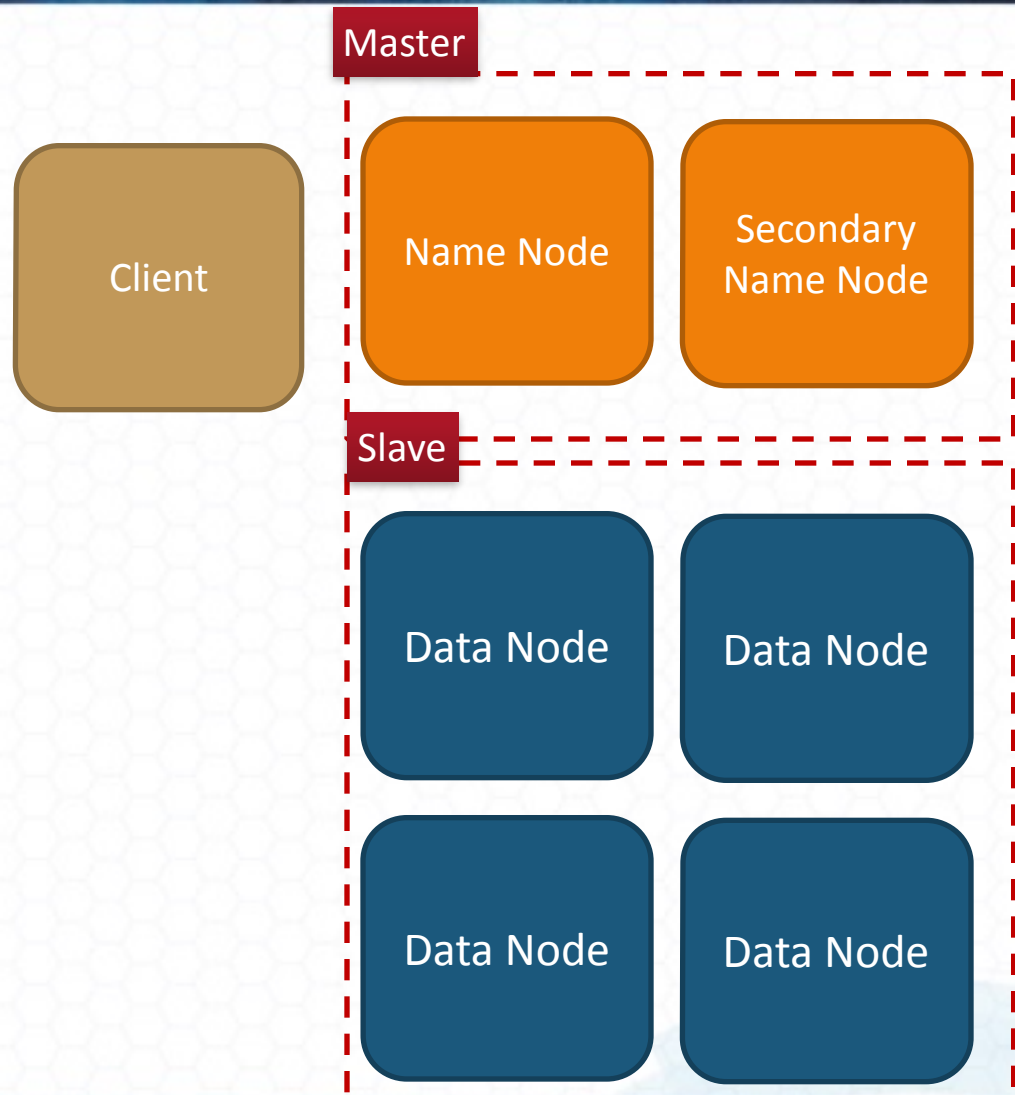 Master
Client
Name Node
Secondary
Name Node
Slave
Data Node
Data Node
Data Node
Data Node